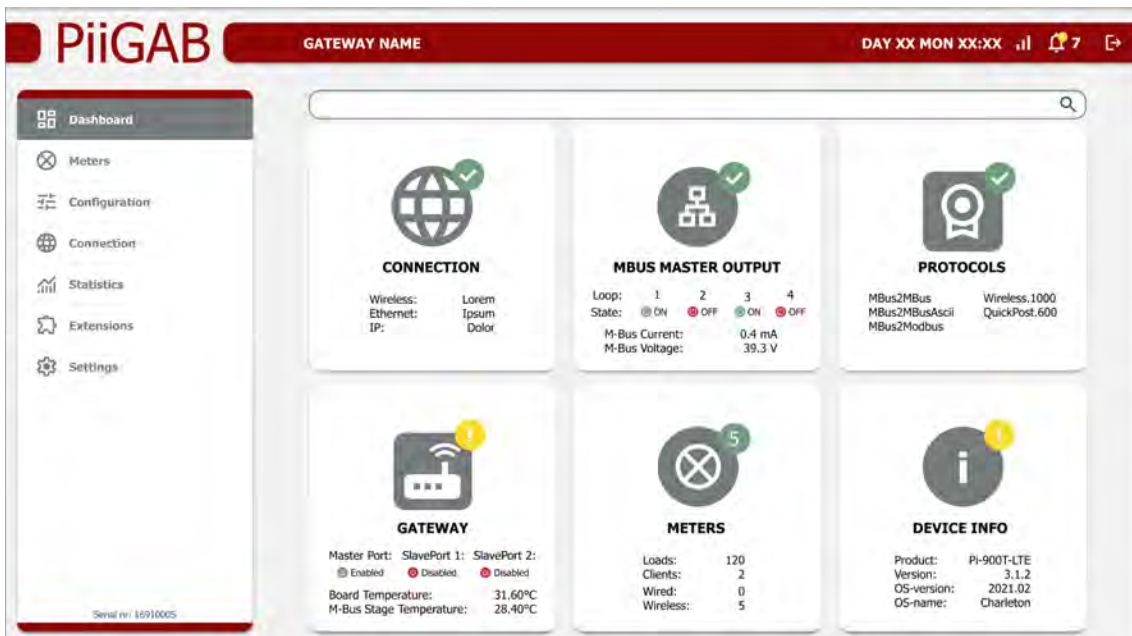 PiiGAB
GATEWAY NAME
DAY XX MON XX:XX
7
Dashboard
Meters
Configuration
Connection
Statistics
Extensions
Settings
Serial nr: 16910005
CONNECTION
Wireless: Lorem
Ethernet: Ipsum
IP: Dolor
MBUS MASTER OUTPUT
Loop: 1 2 3 4
State: ON OFF ON OFF
M-Bus Current: 0.4 mA
M-Bus Voltage: 39.3 V
PROTOCOLS
MBus2MBus Wireless.1000
MBus2MBusAscii QuickPost.600
MBus2Modbus
!
GATEWAY
Master Port: SlavePort 1: SlavePort 2:
Enabled Disabled Disabled
Board Temperature: 31.60°C
M-Bus Stage Temperature: 28.40°C
5
METERS
Loads: 120
Clients: 2
Wired: 0
Wireless: 5
!
i
DEVICE INFO
Product: Pi-900T-LTE
Version: 3.1.2
OS-version: 2021.02
OS-name: Charleton